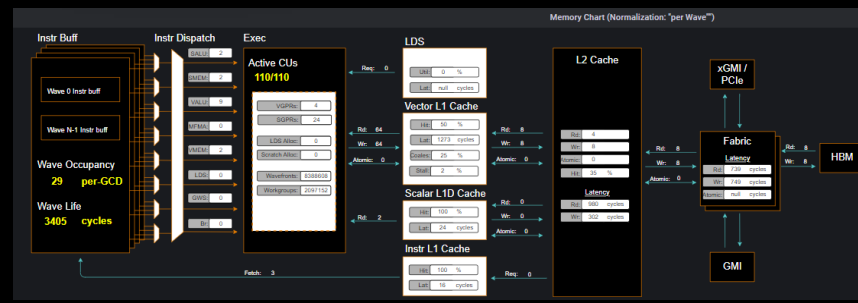 Memory Chart (Normalization: "per Wave")
Instr Buff
Wave 0 Instr buff
Wave N-1 Instr buff
Wave Occupancy
29 per-GCD
Wave Life
3405 cycles
Instr Dispatch
SALU: 2
SMEM: 2
VALU: 9
MFMA: 0
VMEM: 2
LDS: 0
GWS: 0
Br: 0
Exec
Active CUs
110/110
VGPRs: 4
SGPRs: 24
LDS Alloc: 0
Scratch Alloc: 0
Wavefronts: 8388608
Workgroups: 2097152
Req: 0
Rd: 64
Wr: 64
Atomic: 0
Rd: 2
Fetch: 3
LDS
Util: 0 %
Lat: null cycles
Vector L1 Cache
Hit: 50 %
Lat: 1273 cycles
Coales: 25 %
Stall: 2 %
Scalar L1D Cache
Hit: 100 %
Lat: 24 cycles
Instr L1 Cache
Hit: 100 %
Lat: 16 cycles
Rd: 8
Wr: 8
Atomic: 0
Rd: 0
Wr: 0
Atomic: 0
Req: 0
L2 Cache
Rd: 4
Wr: 8
Atomic: 0
Hit: 35 %
Latency
Rd: 980 cycles
Wr: 302 cycles
Rd: 8
Wr: 8
Atomic: 0
xGMI /
PCIe
Fabric
Latency
Rd: 739 cycles
Wr: 749 cycles
Atomic: null cycles
GMI
Rd: 8
Wr: 8
HBM